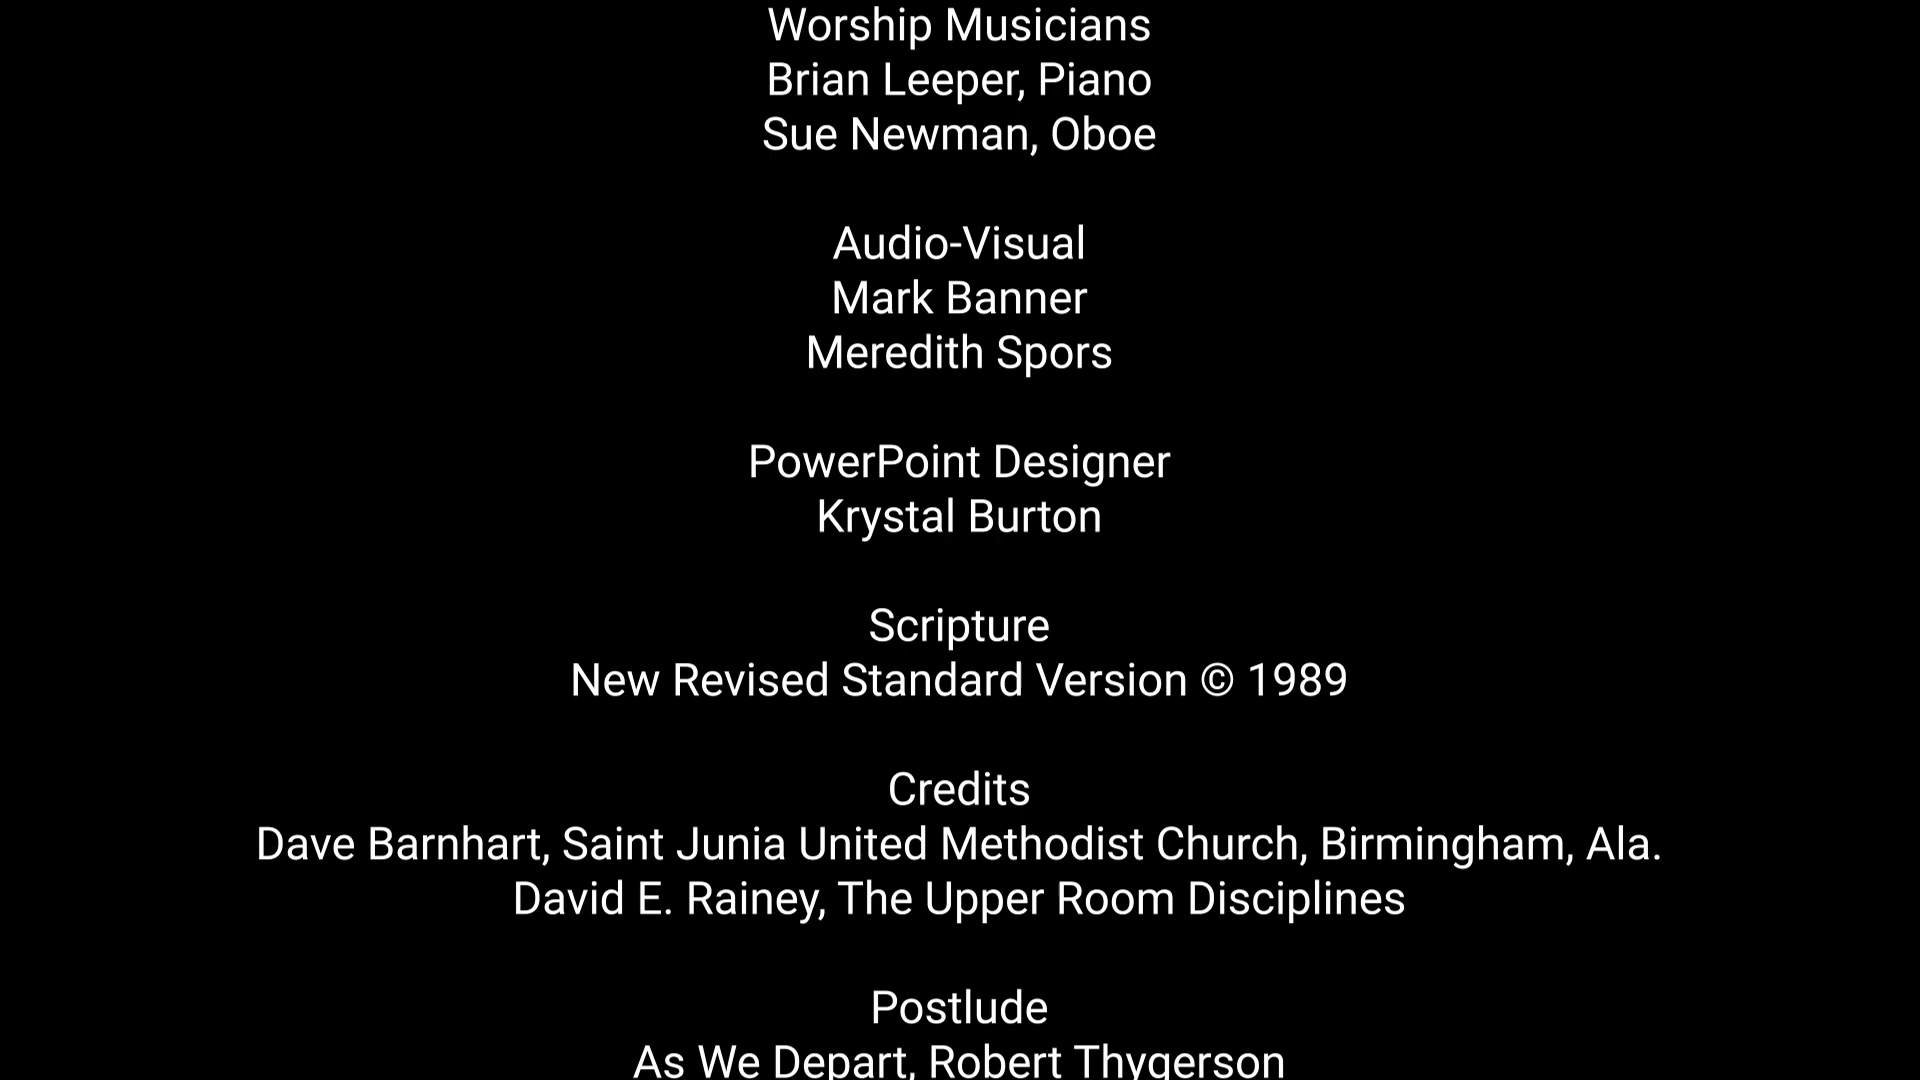 Worship Musicians
Brian Leeper, Piano
Sue Newman, Oboe
Audio-Visual
Mark Banner
Meredith Spors
PowerPoint Designer
Krystal Burton
Scripture
New Revised Standard Version © 1989
Credits
Dave Barnhart, Saint Junia United Methodist Church, Birmingham, Ala.
David E. Rainey, The Upper Room Disciplines
Postlude
As We Depart, Robert Thygerson